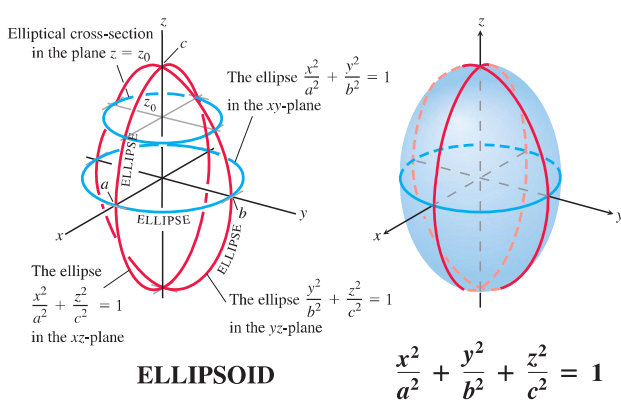 z
Elliptical cross-section
in the plane z = z₀
c
The ellipse x²/a² + y²/b² = 1
in the xy-plane
z₀
ELLIPSE
a
b
ELLIPSE
y
x
ELLIPSE
The ellipse
x²/a² + z²/c² = 1
in the xz-plane
The ellipse y²/b² + z²/c² = 1
in the yz-plane
z
y
x
ELLIPSOID
x²/a² + y²/b² + z²/c² = 1